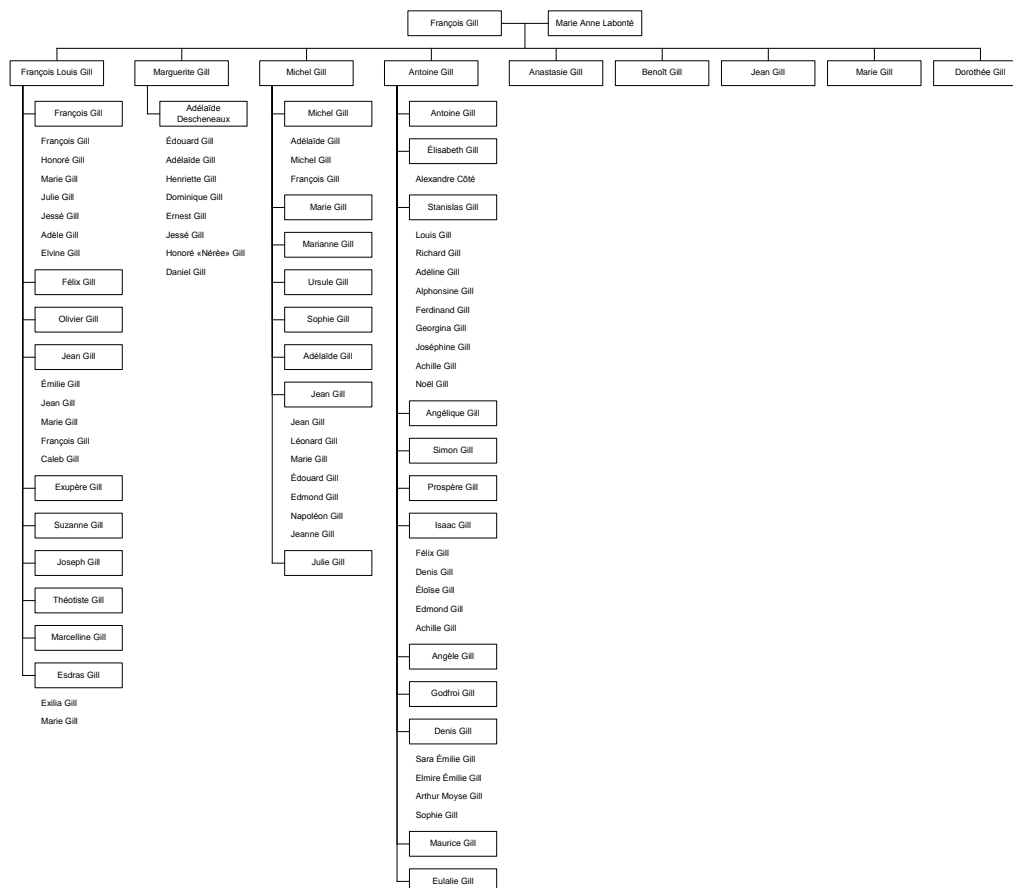 François Gill
Marie Anne Labonté
François Louis Gill
Marguerite Gill
Michel Gill
Antoine Gill
Anastasie Gill
Benoît Gill
Jean Gill
Marie Gill
Dorothée Gill
François Gill
François Gill
Honoré Gill
Marie Gill
Julie Gill
Jessé Gill
Adèle Gill
Elvine Gill
Félix Gill
Olivier Gill
Jean Gill
Émilie Gill
Jean Gill
Marie Gill
François Gill
Caleb Gill
Exupère Gill
Suzanne Gill
Joseph Gill
Théotiste Gill
Marcelline Gill
Esdras Gill
Exilia Gill
Marie Gill
Adélaïde
Descheneaux
Édouard Gill
Adélaïde Gill
Henriette Gill
Dominique Gill
Ernest Gill
Jessé Gill
Honoré «Nérée» Gill
Daniel Gill
Michel Gill
Adélaïde Gill
Michel Gill
François Gill
Marie Gill
Marianne Gill
Ursule Gill
Sophie Gill
Adélaïde Gill
Jean Gill
Jean Gill
Léonard Gill
Marie Gill
Édouard Gill
Edmond Gill
Napoléon Gill
Jeanne Gill
Julie Gill
Antoine Gill
Élisabeth Gill
Alexandre Côté
Stanislas Gill
Louis Gill
Richard Gill
Adéline Gill
Alphonsine Gill
Ferdinand Gill
Georgina Gill
Joséphine Gill
Achille Gill
Noël Gill
Angélique Gill
Simon Gill
Prospère Gill
Isaac Gill
Félix Gill
Denis Gill
Éloïse Gill
Edmond Gill
Achille Gill
Angèle Gill
Godfroi Gill
Denis Gill
Sara Émilie Gill
Elmire Émilie Gill
Arthur Moyse Gill
Sophie Gill
Maurice Gill
Eulalie Gill